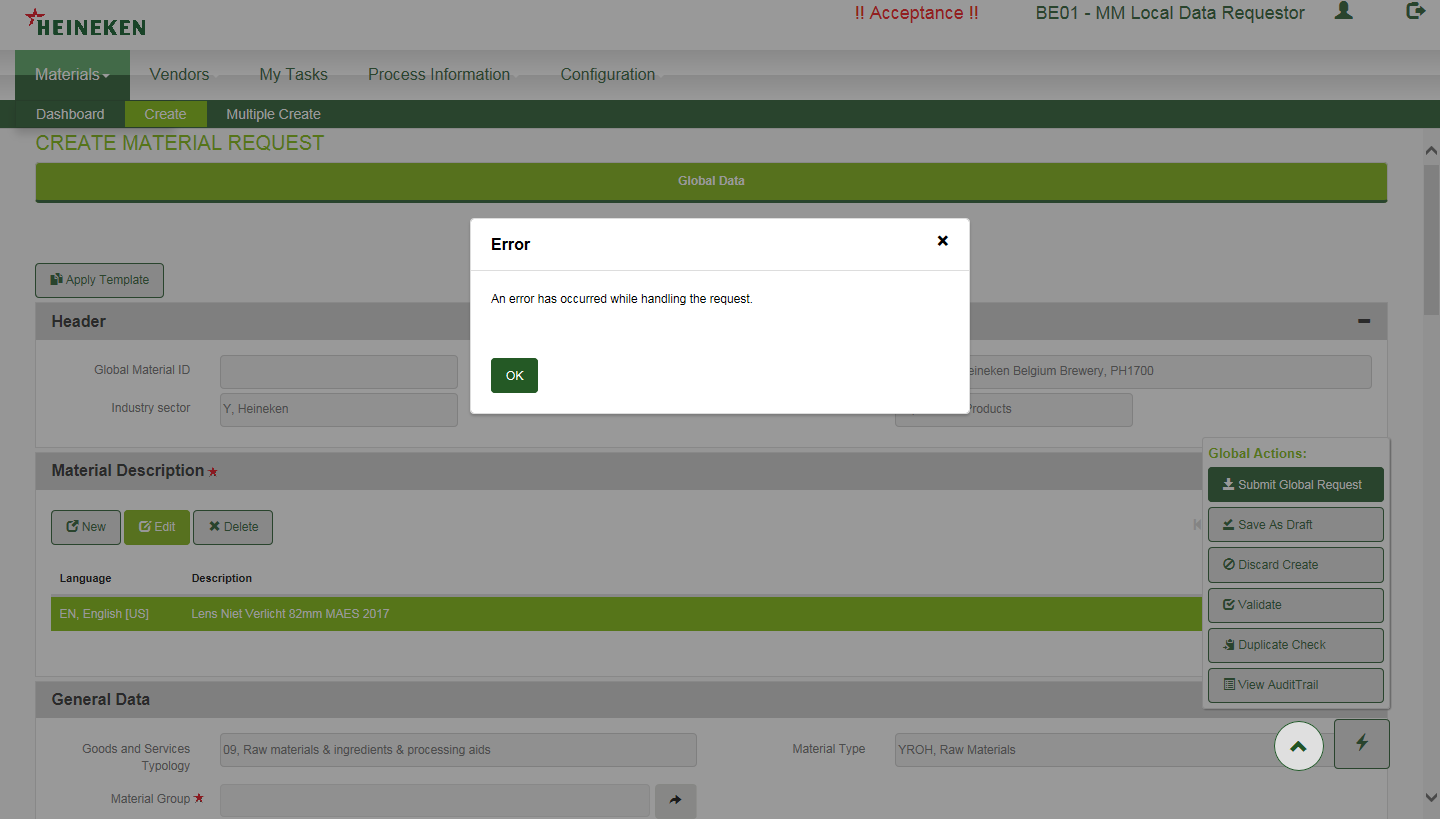 HEINEKEN
!! Acceptance !!
BE01 - MM Local Data Requestor
Materials
Vendors
My Tasks
Process Information
Configuration
Dashboard
Create
Multiple Create
CREATE MATERIAL REQUEST
Global Data
Error
An error has occurred while handling the request.
OK
Apply Template
Header
Global Material ID
Heineken Belgium Brewery, PH1700
Industry sector
Y, Heineken
Products
Material Description
Global Actions:
Submit Global Request
Save As Draft
Discard Create
Validate
Duplicate Check
View AuditTrail
New
Edit
Delete
Language
Description
EN, English [US]
Lens Niet Verlicht 82mm MAES 2017
General Data
Goods and Services
Typology
09, Raw materials & ingredients & processing aids
Material Type
YROH, Raw Materials
Material Group